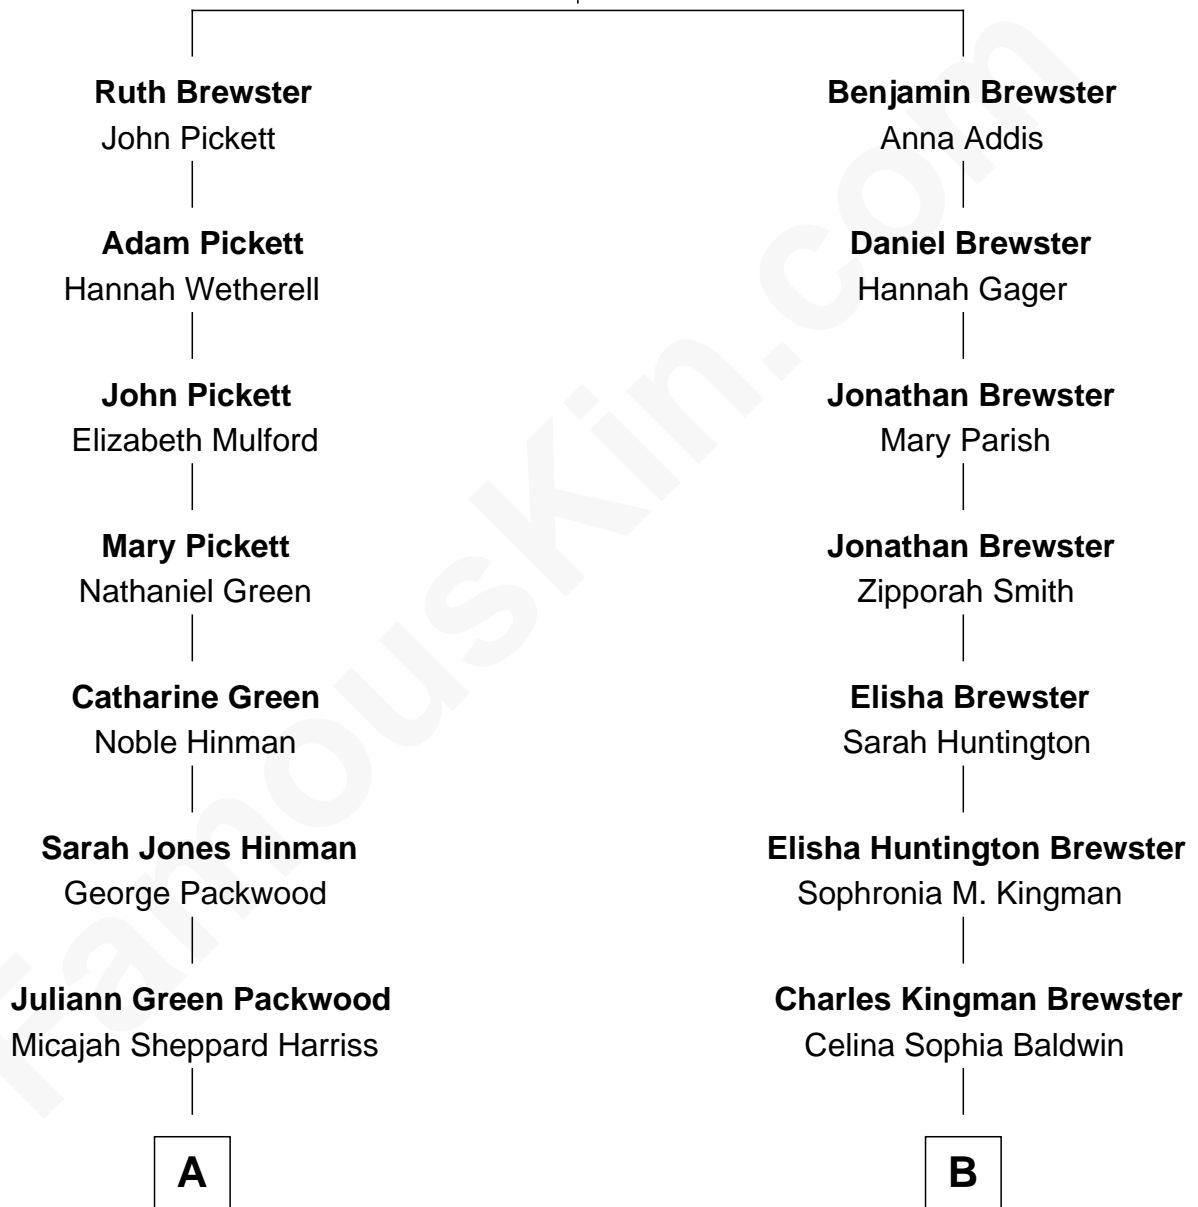 Ruth Brewster
John Pickett
Benjamin Brewster
Anna Addis
Adam Pickett
Hannah Wetherell
Daniel Brewster
Hannah Gager
John Pickett
Elizabeth Mulford
Jonathan Brewster
Mary Parish
Mary Pickett
Nathaniel Green
Jonathan Brewster
Zipporah Smith
Catharine Green
Noble Hinman
Elisha Brewster
Sarah Huntington
Sarah Jones Hinman
George Packwood
Elisha Huntington Brewster
Sophronia M. Kingman
Juliann Green Packwood
Micajah Sheppard Harriss
Charles Kingman Brewster
Celina Sophia Baldwin
A
B
FamousKin.com